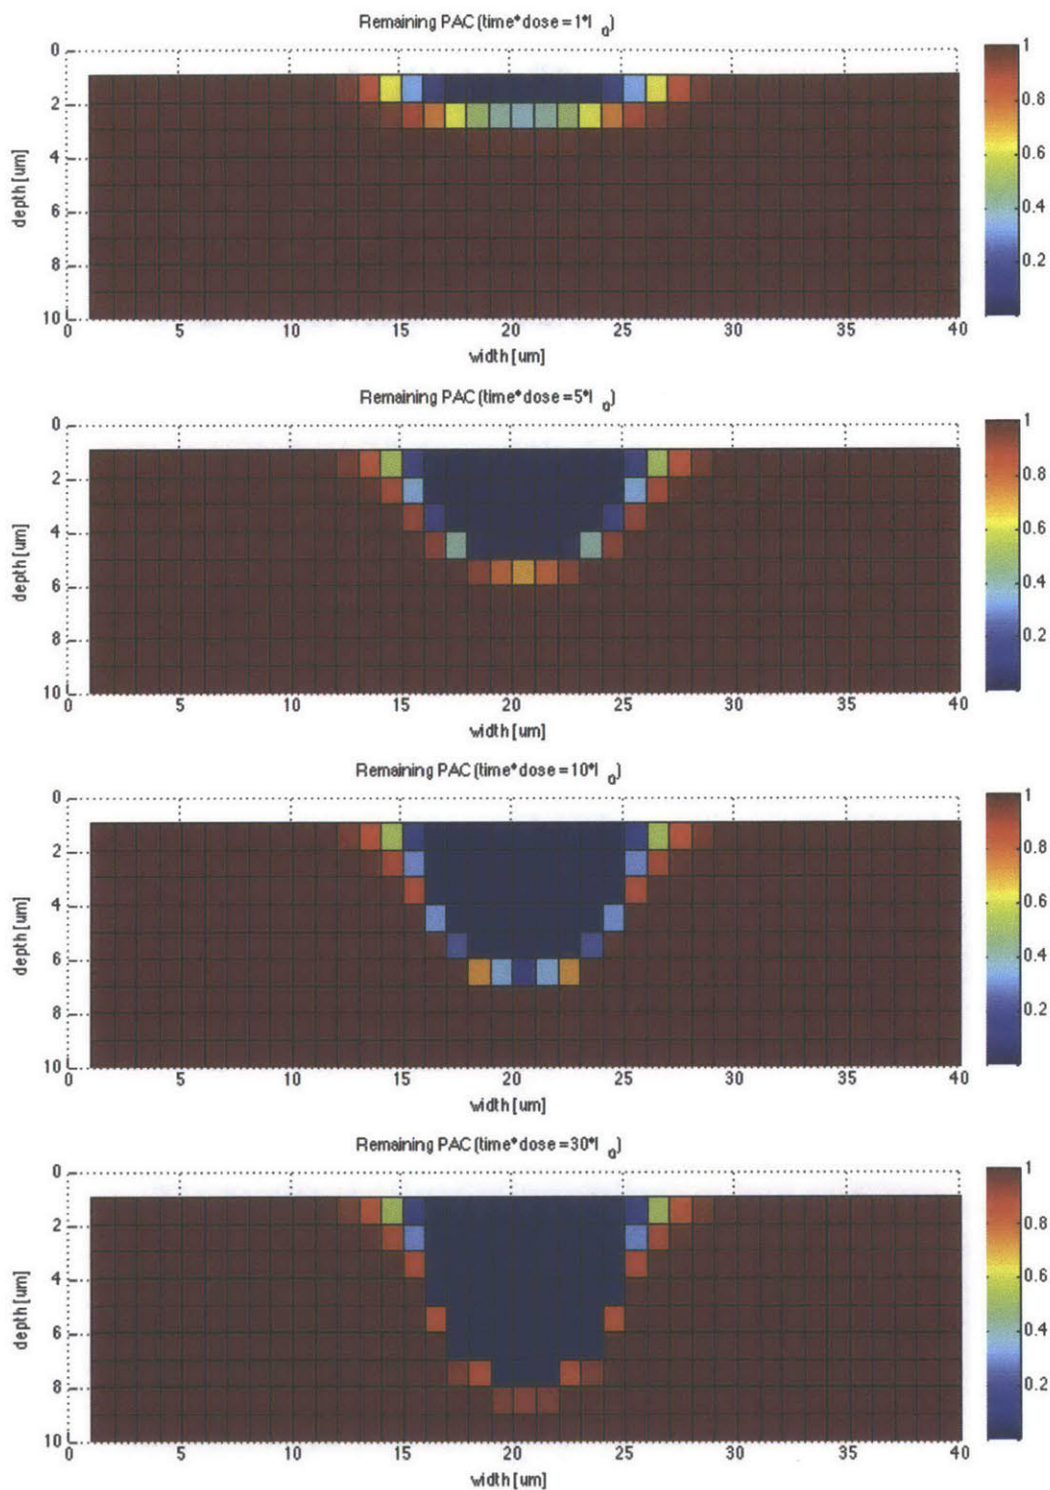 Remaining PAC (time*dose=1*I_0)
0
2
4
6
8
10
depth [um]
0 5 10 15 20 25 30 35 40
width [um]
1
0.8
0.6
0.4
0.2
Remaining PAC (time*dose=5*I_0)
0
2
4
6
8
10
depth [um]
0 5 10 15 20 25 30 35 40
width [um]
1
0.8
0.6
0.4
0.2
Remaining PAC (time*dose=10*I_0)
0
2
4
6
8
10
depth [um]
0 5 10 15 20 25 30 35 40
width [um]
1
0.8
0.6
0.4
0.2
Remaining PAC (time*dose=30*I_0)
0
2
4
6
8
10
depth [um]
0 5 10 15 20 25 30 35 40
width [um]
1
0.8
0.6
0.4
0.2